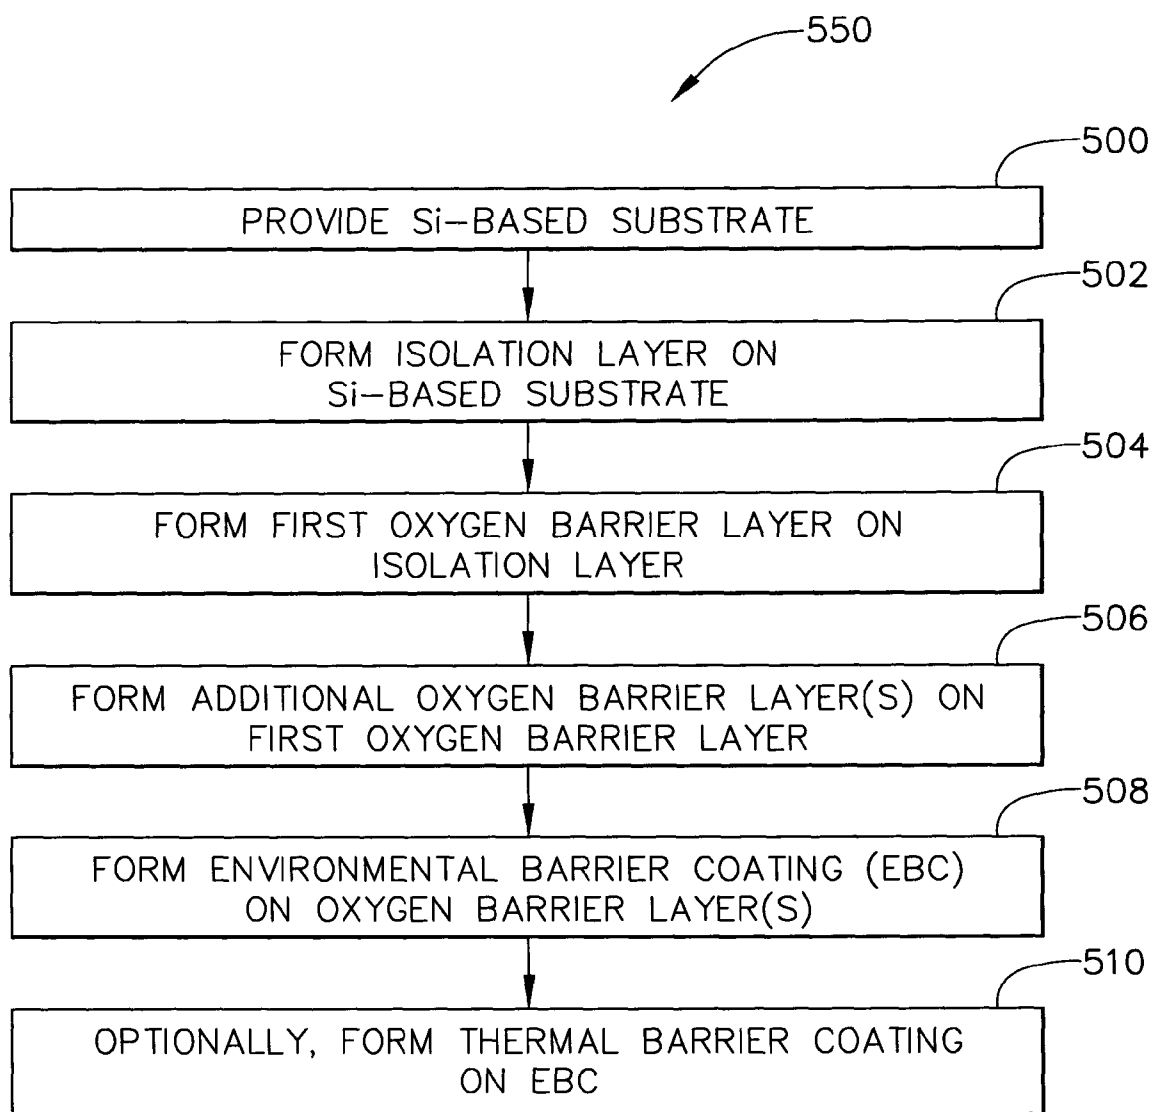 550
500
PROVIDE Si-BASED SUBSTRATE
502
FORM ISOLATION LAYER ON
Si-BASED SUBSTRATE
504
FORM FIRST OXYGEN BARRIER LAYER ON
ISOLATION LAYER
506
FORM ADDITIONAL OXYGEN BARRIER LAYER(S) ON
FIRST OXYGEN BARRIER LAYER
508
FORM ENVIRONMENTAL BARRIER COATING (EBC)
ON OXYGEN BARRIER LAYER(S)
510
OPTIONALLY, FORM THERMAL BARRIER COATING
ON EBC